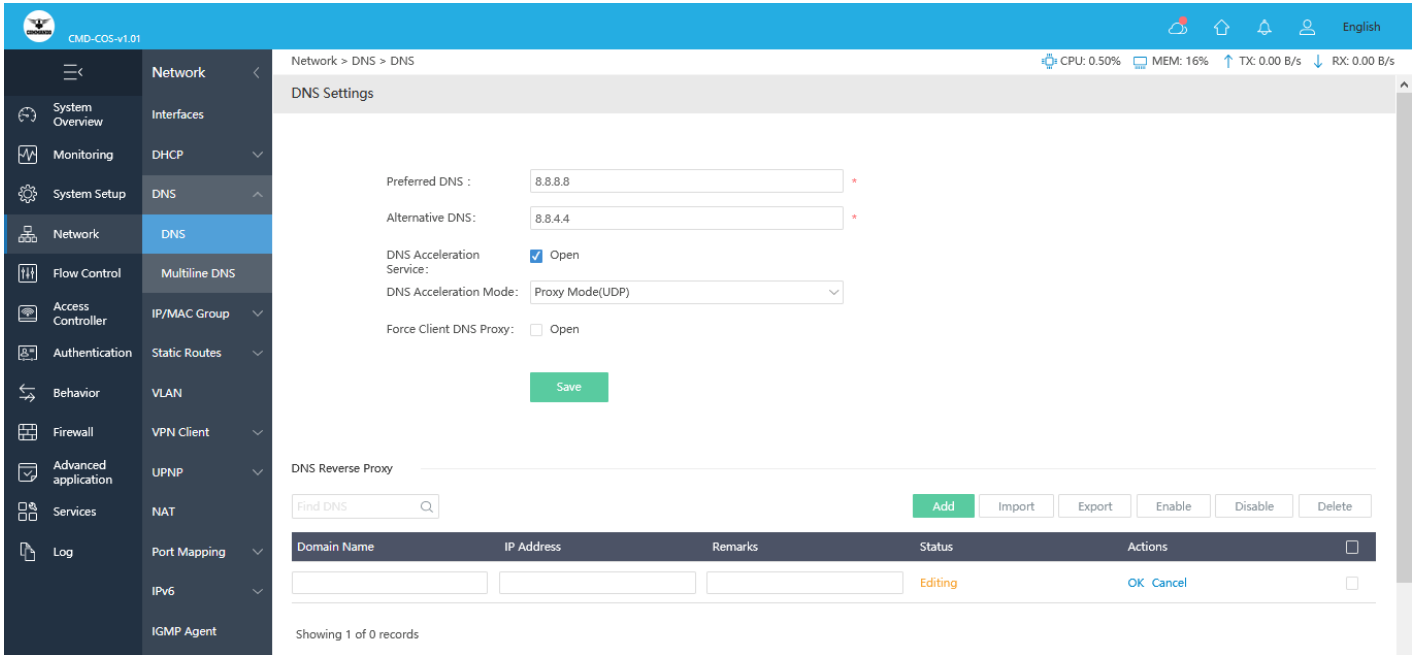 COMMANDO
CMD-COS-v1.01
English
Network > DNS > DNS
CPU: 0.50% MEM: 16% TX: 0.00 B/s RX: 0.00 B/s
System
Overview
Monitoring
System Setup
Network
Flow Control
Access
Controller
Authentication
Behavior
Firewall
Advanced
application
Services
Log
Network
Interfaces
DHCP
DNS
DNS
Multiline DNS
IP/MAC Group
Static Routes
VLAN
VPN Client
UPNP
NAT
Port Mapping
IPv6
IGMP Agent
DNS Settings
Preferred DNS : 8.8.8.8 *
Alternative DNS: 8.8.4.4 *
DNS Acceleration
Service: Open
DNS Acceleration Mode: Proxy Mode(UDP)
Force Client DNS Proxy: Open
Save
DNS Reverse Proxy
Find DNS Add Import Export Enable Disable Delete
Domain Name IP Address Remarks Status Actions
Editing OK Cancel
Showing 1 of 0 records